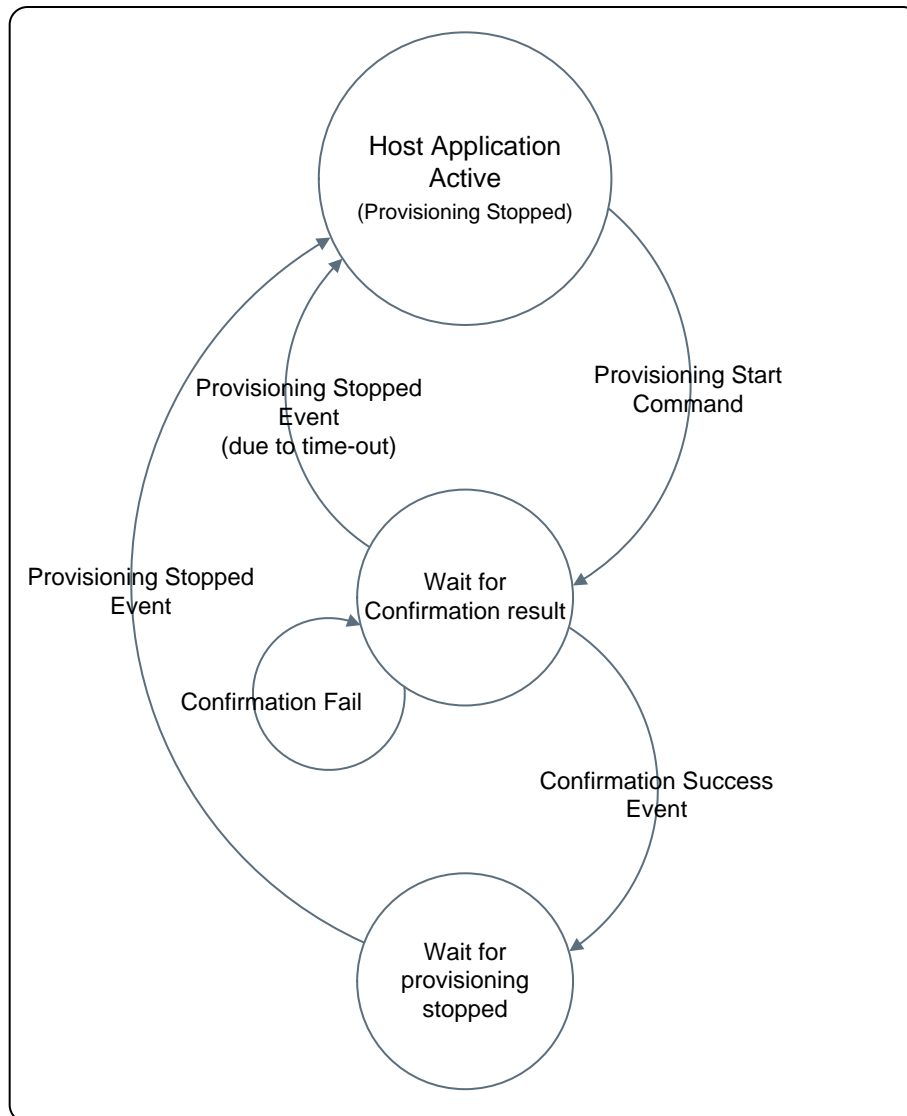 Host Application
Active
(Provisioning Stopped)
Provisioning Stopped
Event
(due to time-out)
Provisioning Start
Command
Provisioning Stopped
Event
Wait for
Confirmation result
Confirmation Fail
Confirmation Success
Event
Wait for
provisioning
stopped